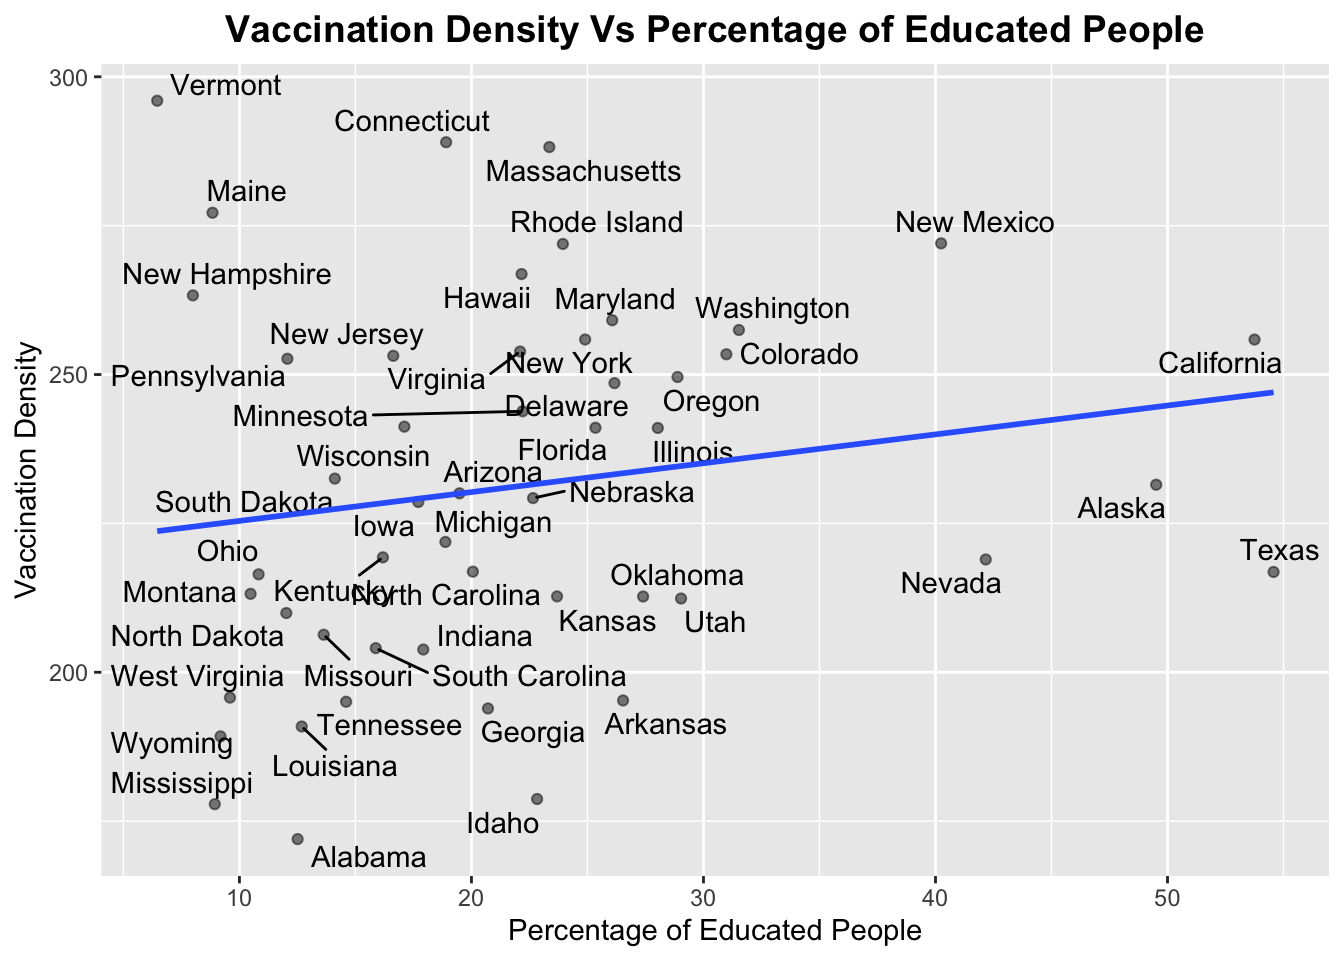 Vaccination Density Vs Percentage of Educated People
300
Vermont
Connecticut
Massachusetts
Maine
Rhode Island
New Mexico
New Hampshire
Hawaii
Maryland
Washington
New Jersey
Colorado
New York
California
Pennsylvania
Virginia
250
Delaware
Oregon
Minnesota
Florida
Illinois
Wisconsin
Arizona
Nebraska
South Dakota
Alaska
Iowa
Michigan
Ohio
Texas
Oklahoma
Nevada
Montana
Kentucky
North Carolina
Kansas
Utah
North Dakota
Indiana
West Virginia
Missouri
South Carolina
200
Tennessee
Georgia
Arkansas
Wyoming
Louisiana
Mississippi
Idaho
Alabama
Vaccination Density
10
20
30
40
50
Percentage of Educated People